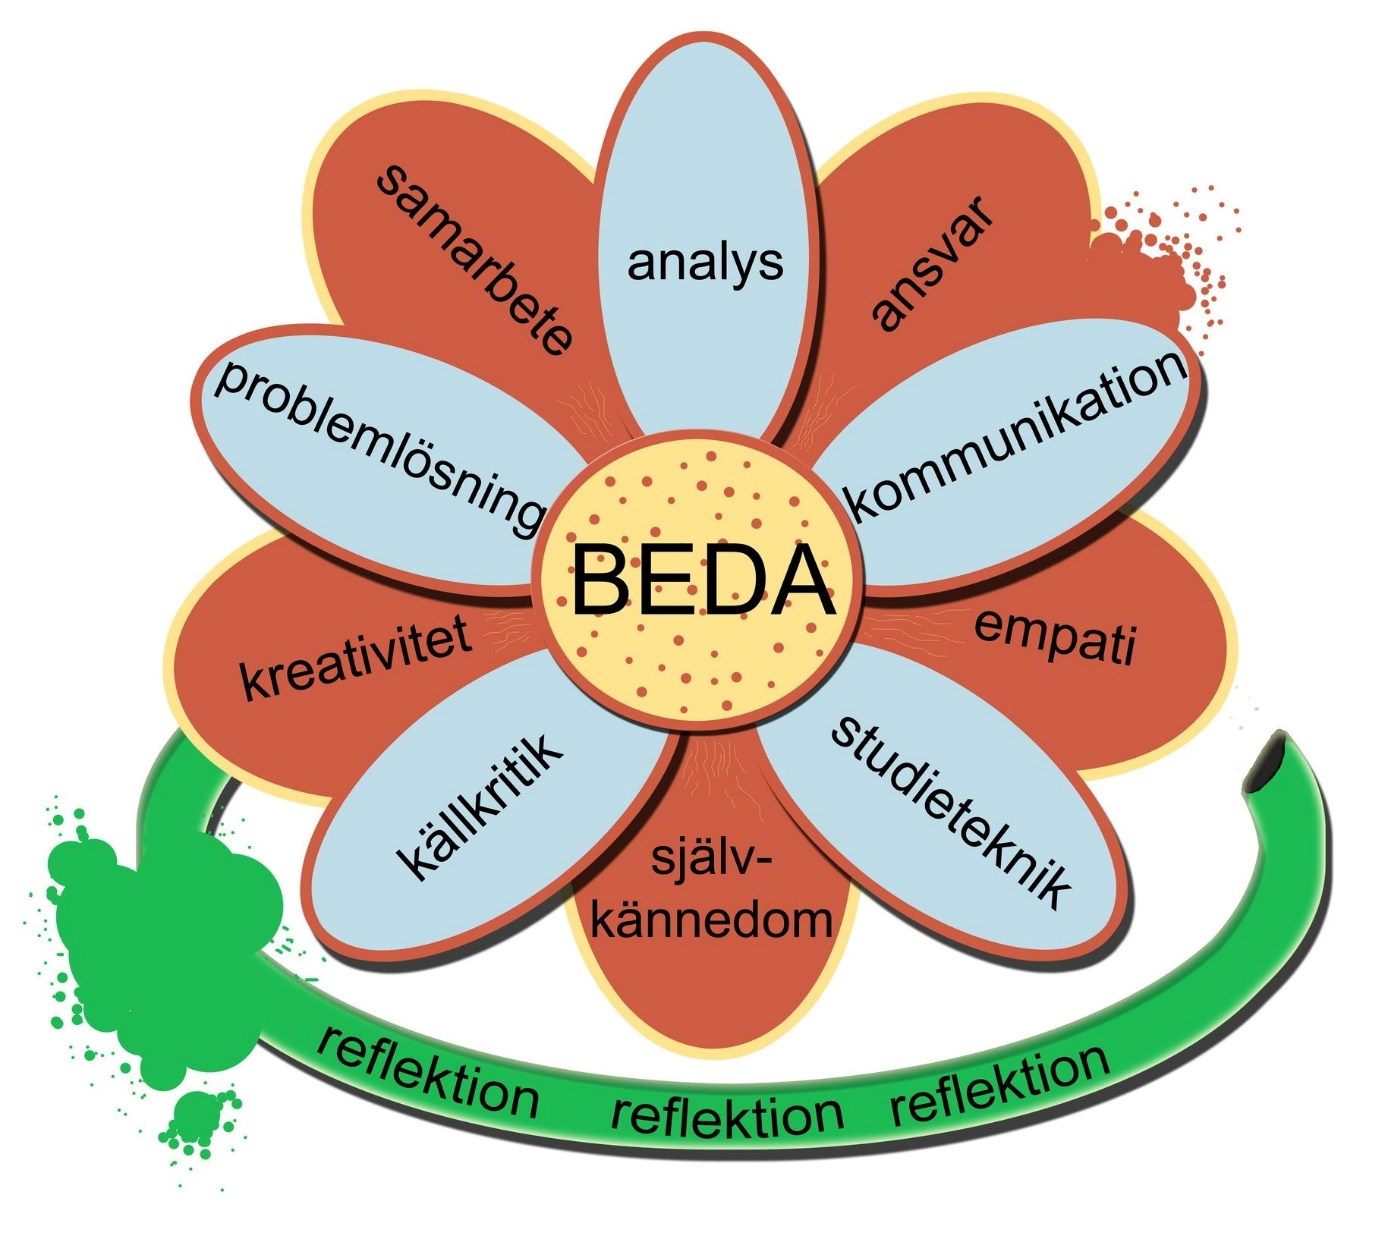 analys
samarbete
ansvar
problemlösning
kommunikation
BEDA
kreativitet
empati
källkritik
studieteknik
själv-
kännedom
reflektion
reflektion
reflektion